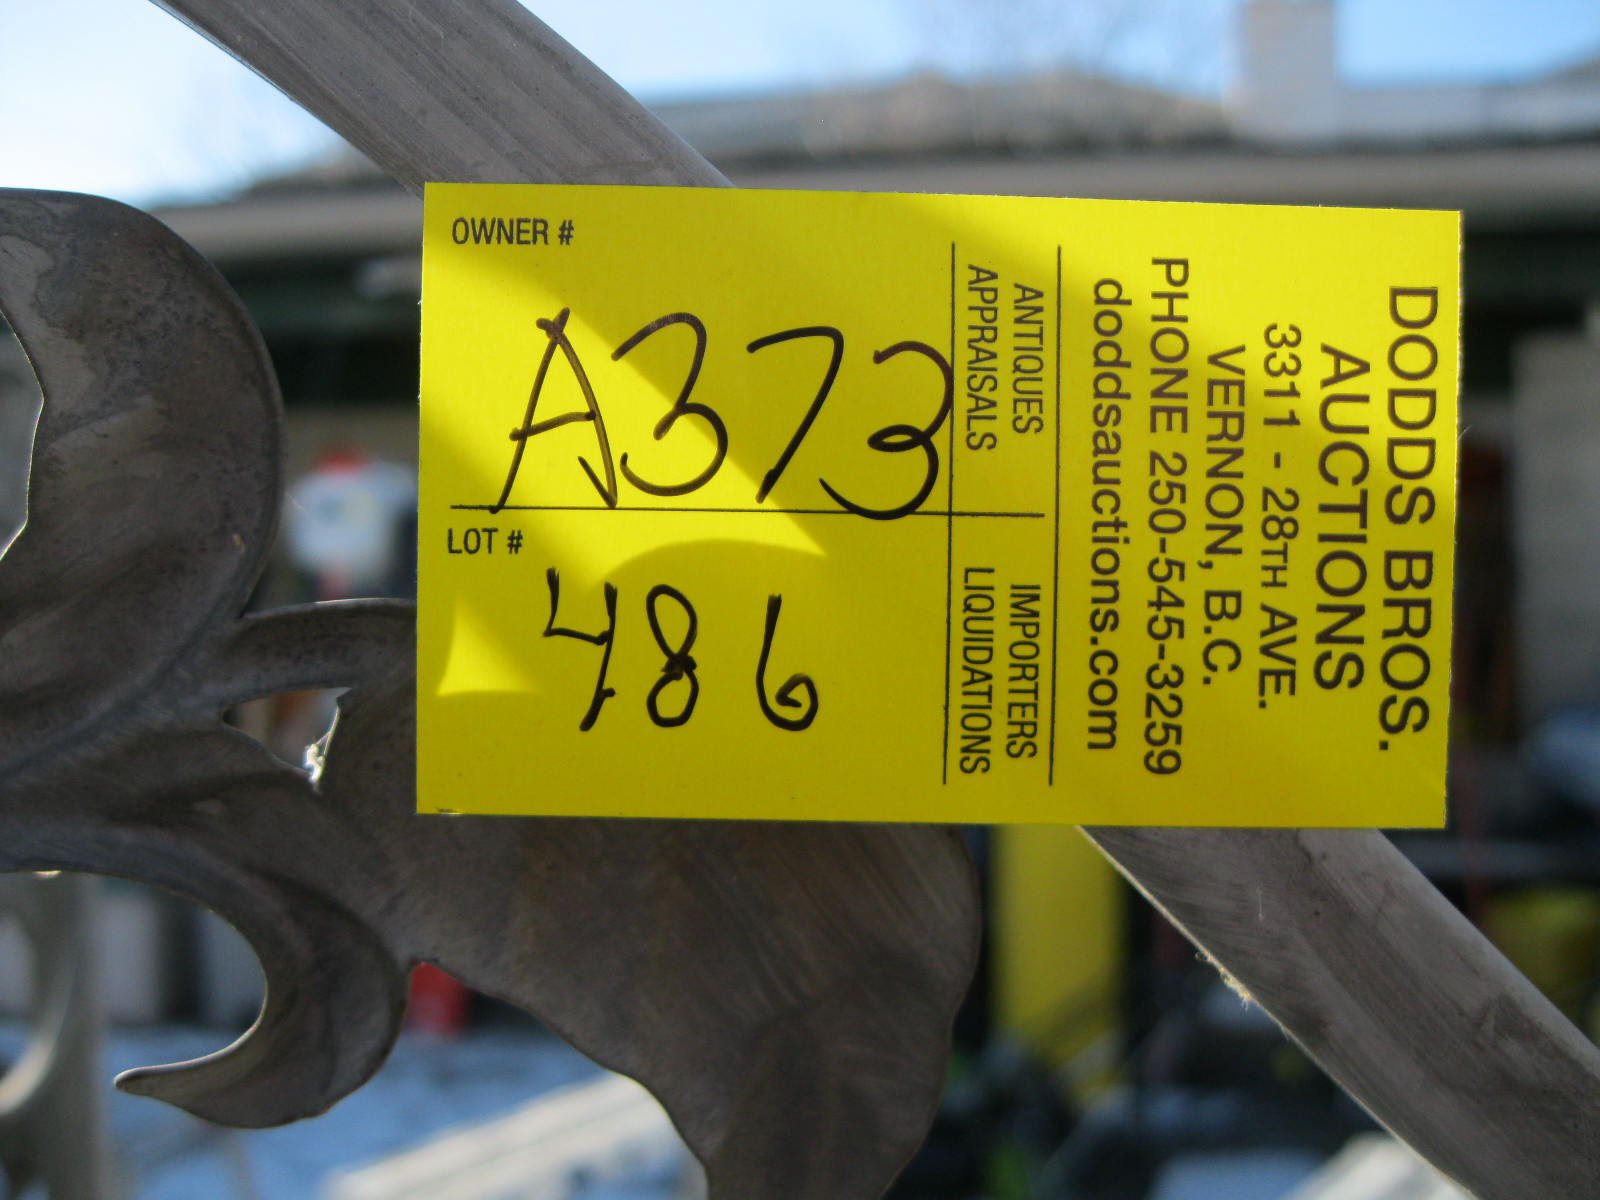 OWNER #
A373
LOT #
486
DODDS BROS.
AUCTIONS
3311 - 28TH AVE.
VERNON, B.C.
PHONE 250-545-3259
doddsauctions.com
ANTIQUES
APPRAISALS
IMPORTERS
LIQUIDATIONS